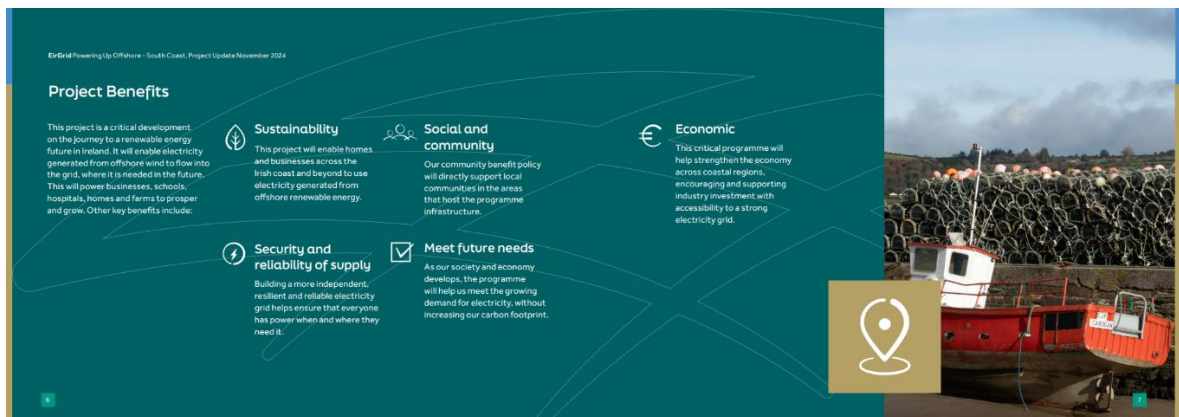 EirGrid Powering Up Offshore - South Coast, Project Update November 2024
Project Benefits
This project is a critical development
on the journey to a renewable energy
future in Ireland. It will enable electricity
generated from offshore wind to flow into
the grid, where it is needed in the future.
This will power businesses, schools,
hospitals, homes and farms to prosper
and grow. Other key benefits include:
Sustainability
This project will enable homes
and businesses across the
Irish coast and beyond to use
electricity generated from
offshore renewable energy.
Security and
reliability of supply
Building a more independent,
resilient and reliable electricity
grid helps ensure that everyone
has power when and where they
need it.
Social and
community
Our community benefit policy
will directly support local
communities in the areas
that host the programme
infrastructure.
Meet future needs
As our society and economy
develops, the programme
will help us meet the growing
demand for electricity, without
increasing our carbon footprint.
Economic
This critical programme will
help strengthen the economy
across coastal regions,
encouraging and supporting
industry investment with
accessibility to a strong
electricity grid.
6
7